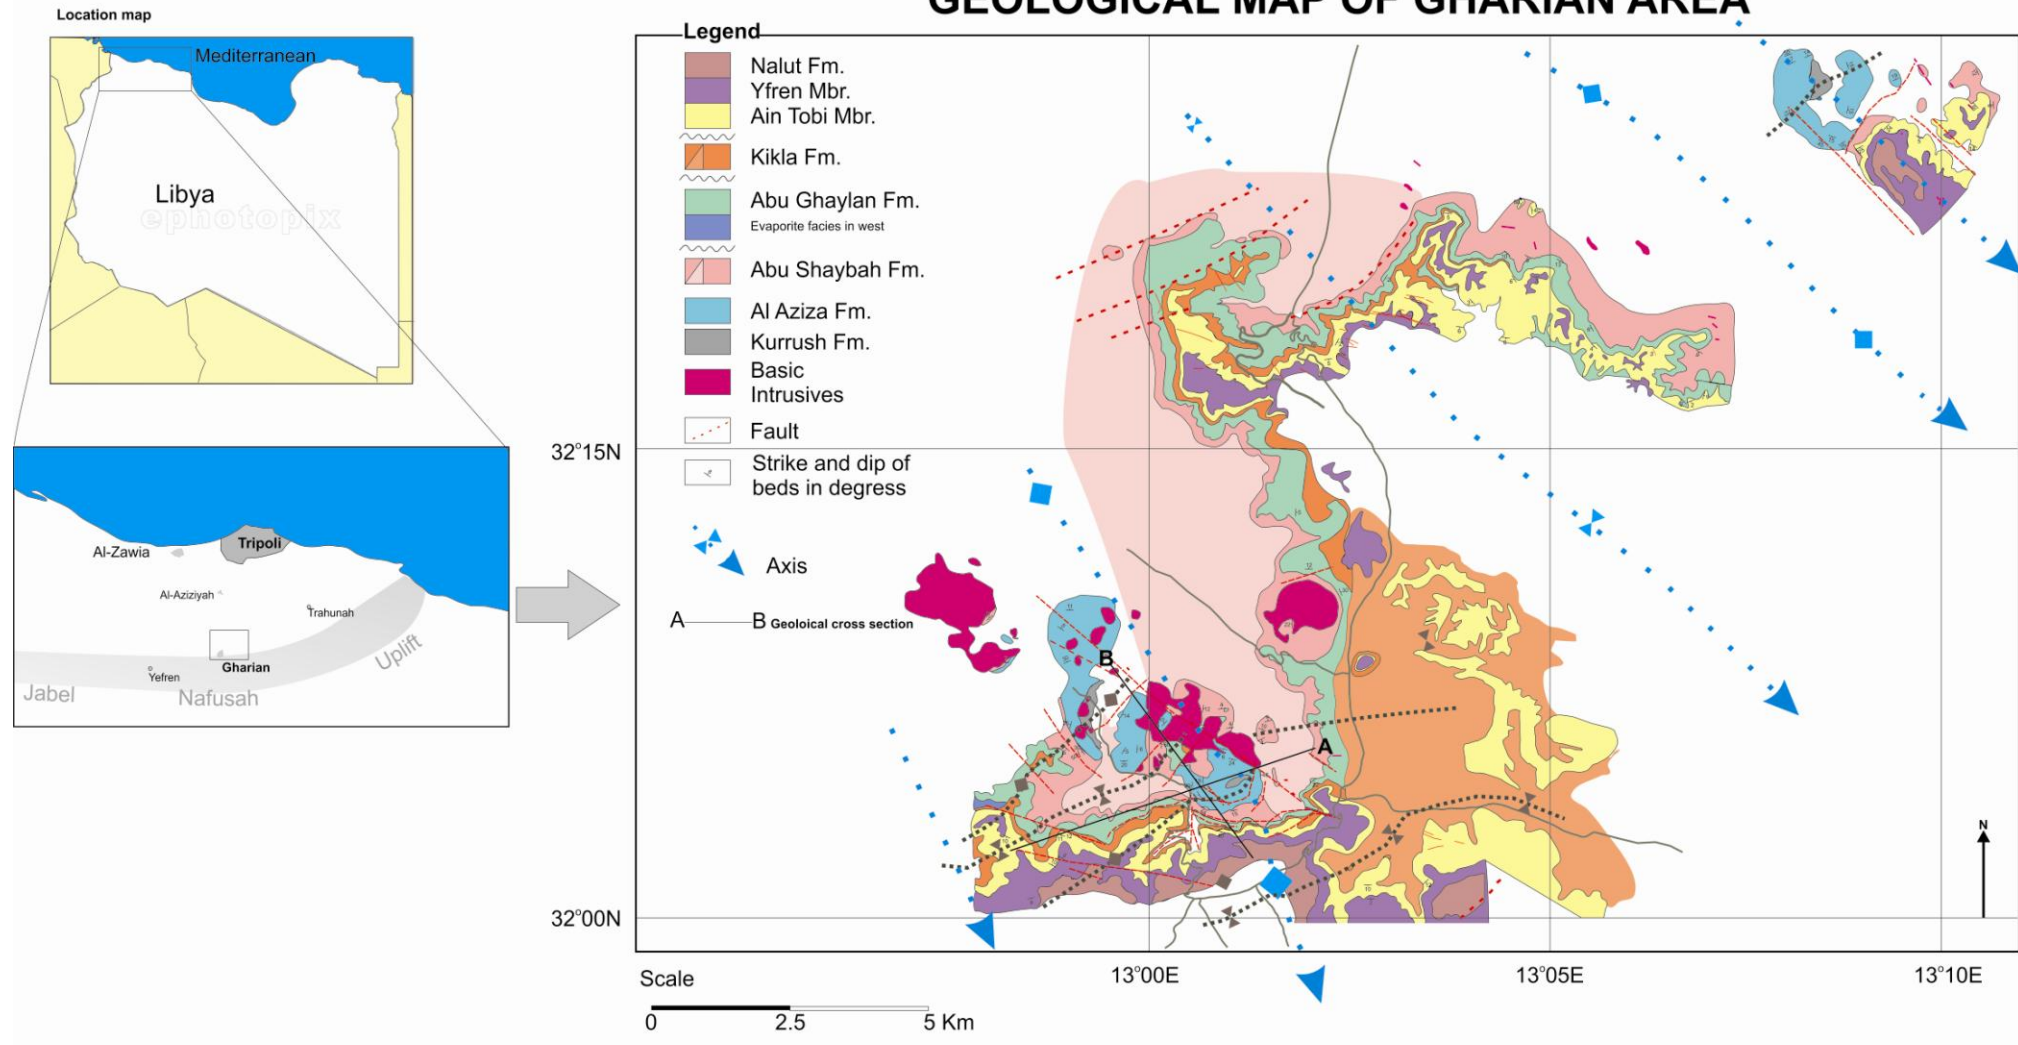 GEOLOGICAL MAP OF GHARIAN AREA
Location map
Mediterranean
Libya
ephotopix
Al-Zawia
Tripoli
Al-Aziziyah
Trahunah
Gharian
Yefren
Jabel
Nafusah
Uplift
Legend
Nalut Fm.
Yfren Mbr.
Ain Tobi Mbr.
Kikla Fm.
Abu Ghaylan Fm.
Evaporite facies in west
Abu Shaybah Fm.
Al Aziza Fm.
Kurrush Fm.
Basic
Intrusives
Fault
Strike and dip of
beds in degress
Axis
A B Geoloical cross section
32°15N
32°00N
B
A
N
13°00E
13°05E
13°10E
Scale
0 2.5 5 Km